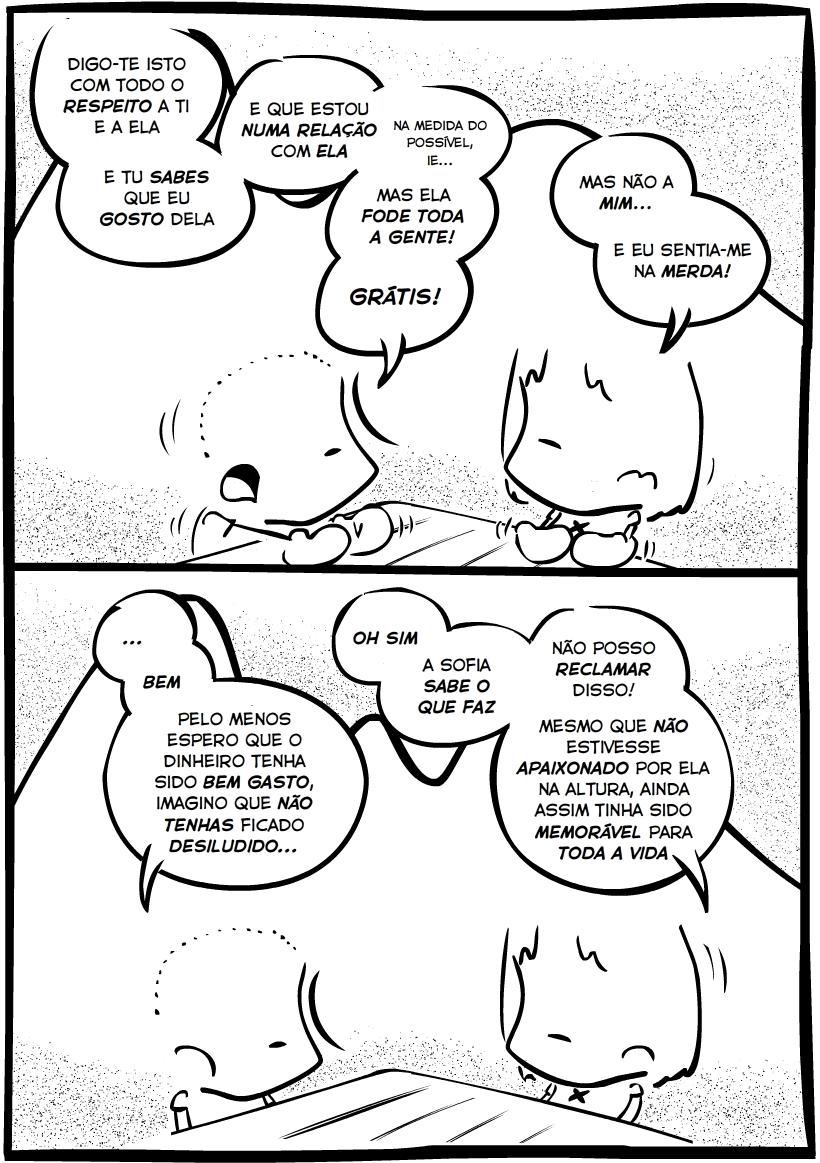 DIGO-TE ISTO
COM TODO O
RESPEITO A TI
E A ELA
E TU SABES
QUE EU
GOSTO DELA
E QUE ESTOU
NUMA RELAÇÃO
COM ELA
NA MEDIDA DO
POSSÍVEL,
IE...
MAS ELA
FODE TODA
A GENTE!
GRÁTIS!
MAS NÃO A
MIM...
E EU SENTIA-ME
NA MERDA!
...
BEM
PELO MENOS
ESPERO QUE O
DINHEIRO TENHA
SIDO BEM GASTO,
IMAGINO QUE NÃO
TENHAS FICADO
DESILUDIDO...
OH SIM
A SOFIA
SABE O
QUE FAZ
NÃO POSSO
RECLAMAR
DISSO!
MESMO QUE NÃO
ESTIVESSE
APAIXONADO POR ELA
NA ALTURA, AINDA
ASSIM TINHA SIDO
MEMORÁVEL PARA
TODA A VIDA